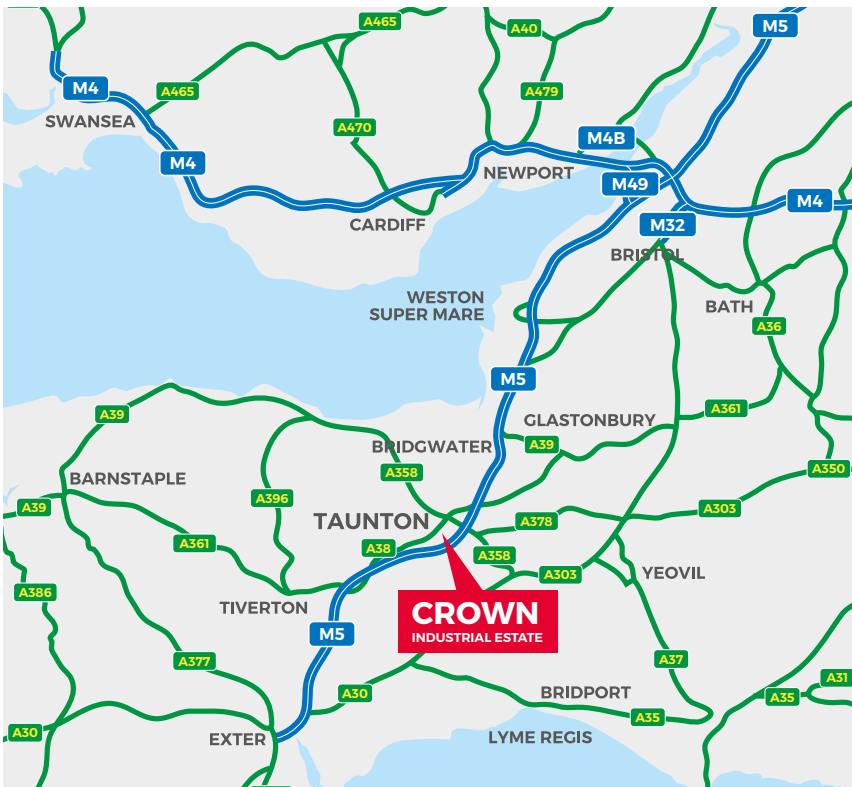 A465
A40
M5
M4
A465
A479
SWANSEA
A470
M4B
M4
NEWPORT
M49
M4
CARDIFF
M32
BRISTOL
WESTON
SUPER MARE
BATH
A36
M5
A39
GLASTONBURY
A361
BRIDGWATER
A39
A358
A350
BARNSTAPLE
A396
A39
A303
TAUNTON
A378
A361
A38
A358
A303
YEOVIL
A386
TIVERTON
CROWN
INDUSTRIAL ESTATE
M5
A377
A37
A31
A30
BRIDPORT
A35
A35
A30
EXTER
LYME REGIS